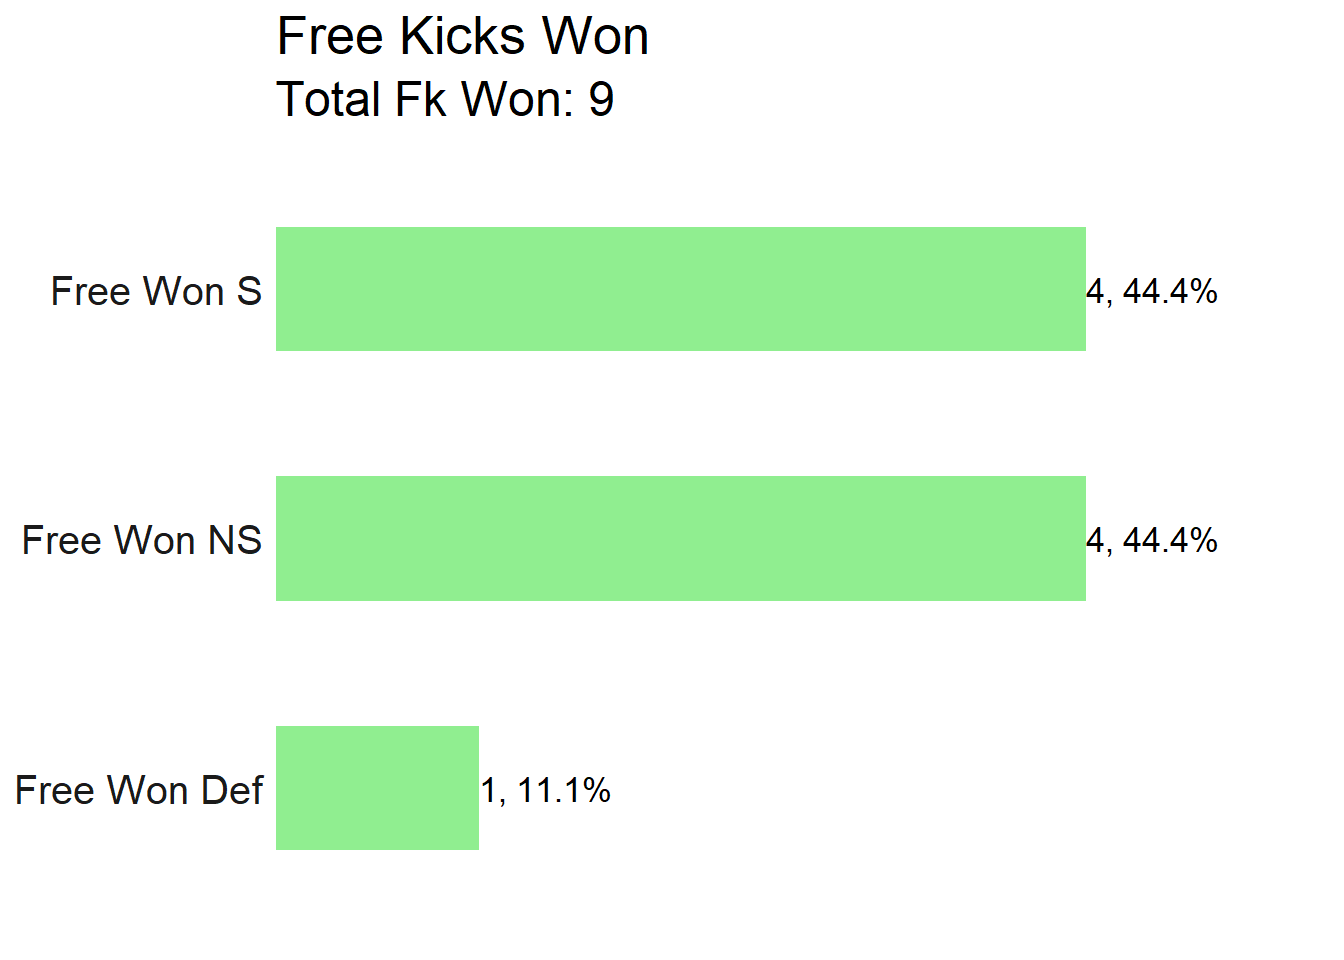 Free Kicks Won
Total Fk Won: 9
Free Won S
4, 44.4%
Free Won NS
4, 44.4%
Free Won Def
1, 11.1%